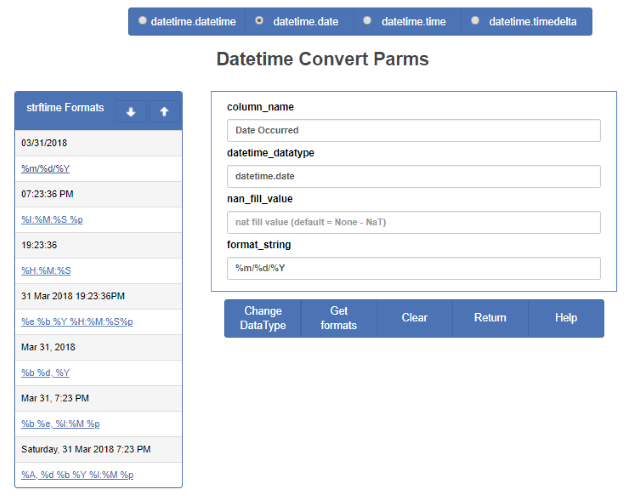 datetime.datetime datetime.date datetime.time datetime.timedelta
Datetime Convert Parms
strftime Formats
03/31/2018
%m/%d/%Y
07:23:36 PM
%I:%M:%S %p
19:23:36
%H:%M:%S
31 Mar 2018 19:23:36PM
%e %b %Y %H:%M:%S%p
Mar 31, 2018
%b %d, %Y
Mar 31, 7:23 PM
%b %e, %I:%M %p
Saturday, 31 Mar 2018 7:23 PM
%A, %d %b %Y %I:%M %p
column_name
Date Occurred
datetime_datatype
datetime.date
nan_fill_value
nat fill value (default = None - NaT)
format_string
%m/%d/%Y
Change DataType
Get formats
Clear
Return
Help